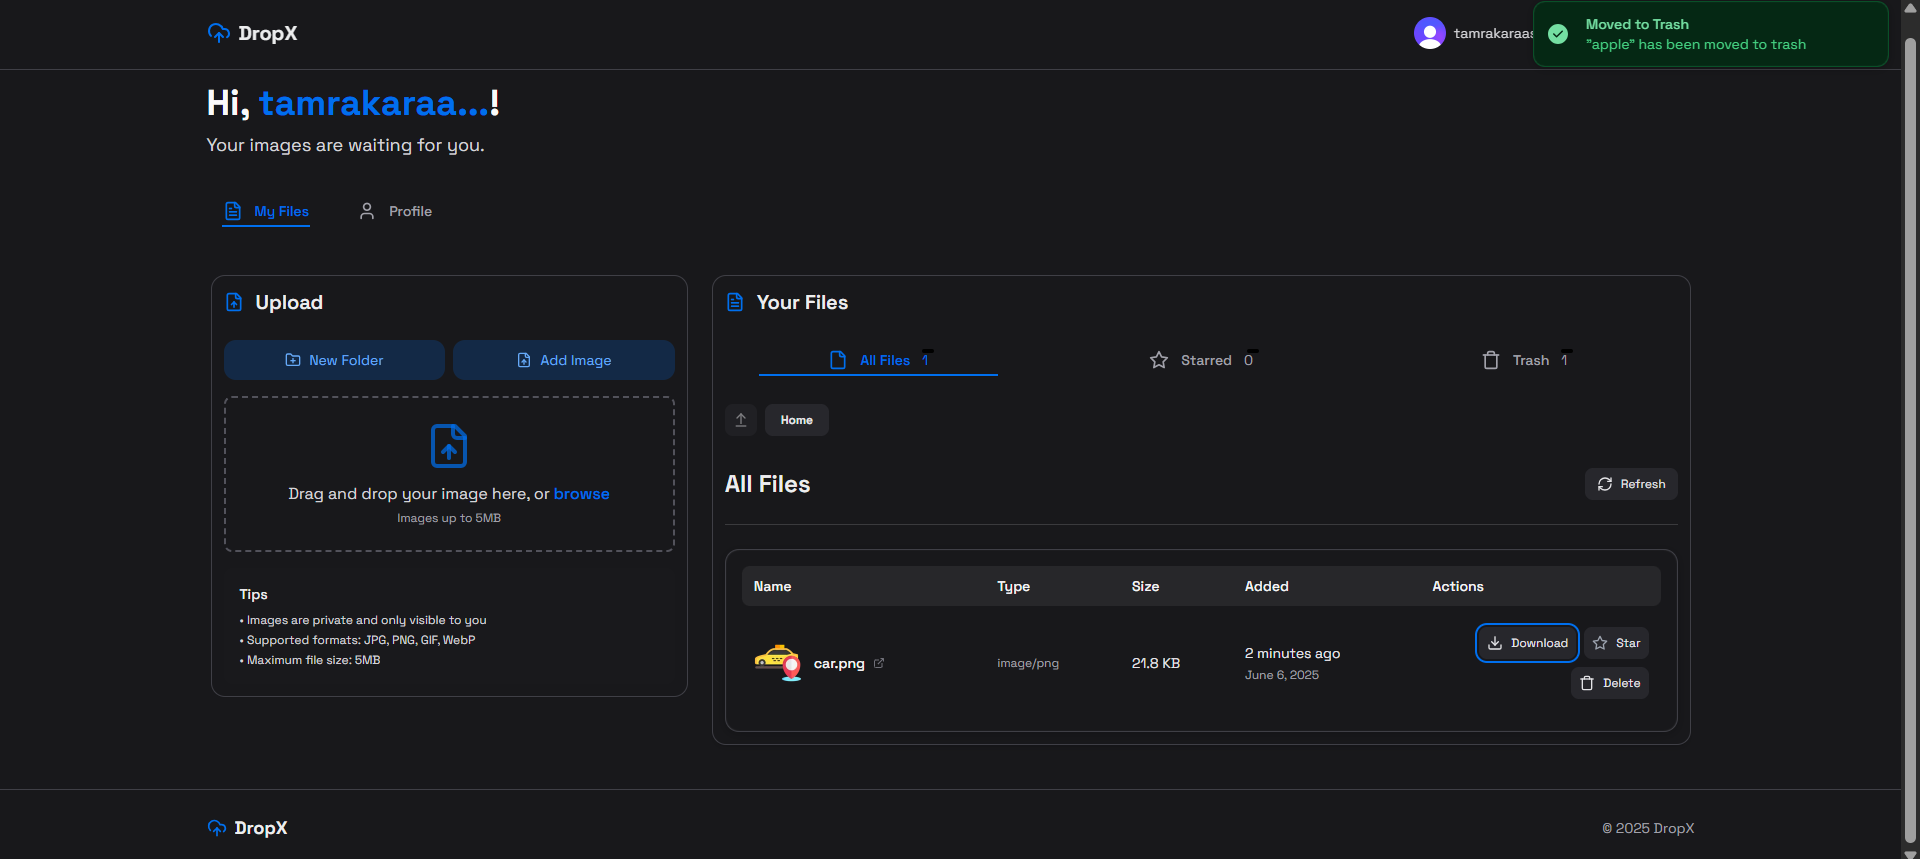 DropX
tamrakaraas
Moved to Trash
"apple" has been moved to trash
Hi, tamrakaraa...!
Your images are waiting for you.
My Files
Profile
Upload
New Folder
Add Image
Drag and drop your image here, or browse
Images up to 5MB
Tips
• Images are private and only visible to you
• Supported formats: JPG, PNG, GIF, WebP
• Maximum file size: 5MB
Your Files
All Files 1
Starred 0
Trash 1
Home
All Files
Refresh
Name Type Size Added Actions
car.png image/png 21.8 KB 2 minutes ago
June 6, 2025
Download
Star
Delete
DropX
© 2025 DropX